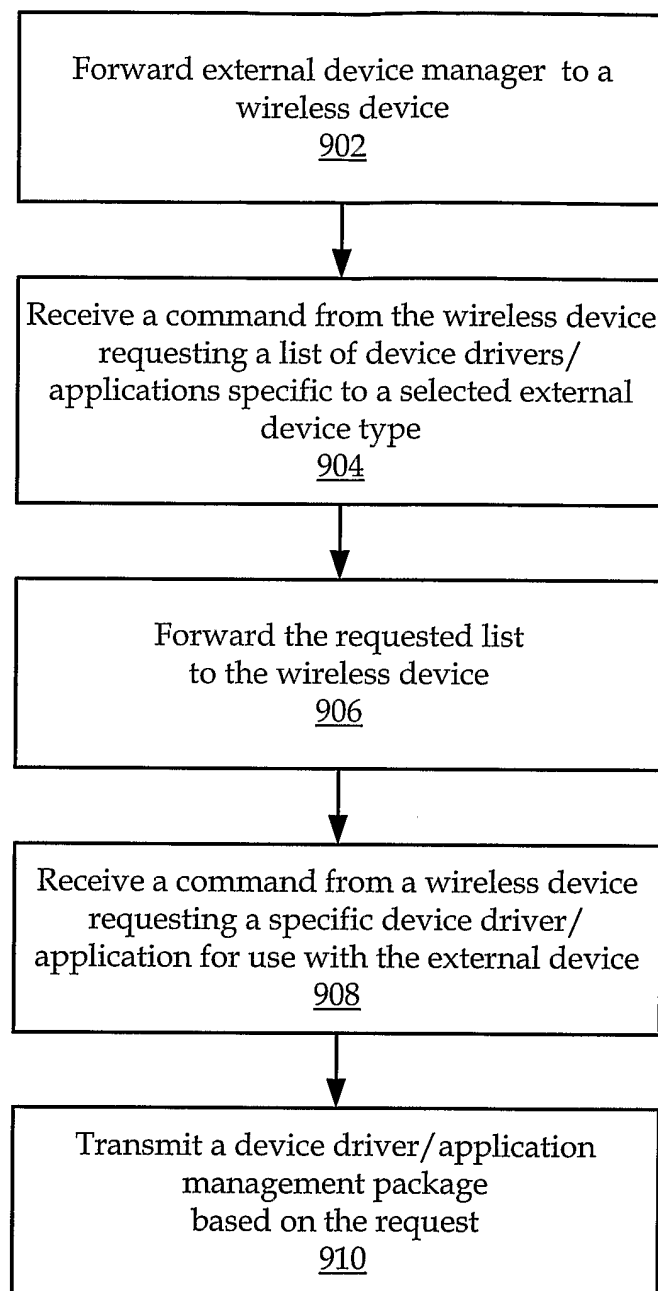 Forward external device manager to a
wireless device
902
Receive a command from the wireless device
requesting a list of device drivers/
applications specific to a selected external
device type
904
Forward the requested list
to the wireless device
906
Receive a command from a wireless device
requesting a specific device driver/
application for use with the external device
908
Transmit a device driver/application
management package
based on the request
910